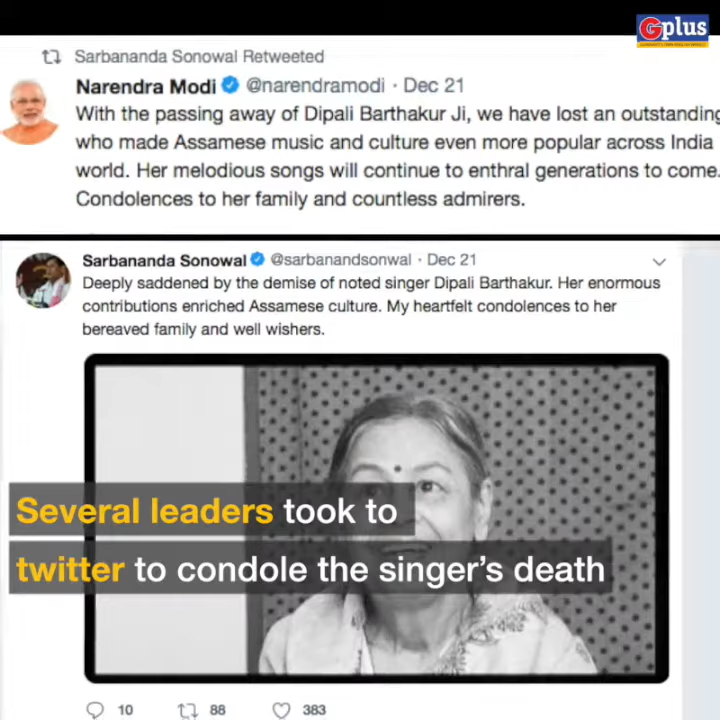 Gplus
Sarbananda Sonowal Retweeted
Narendra Modi @narendramodi · Dec 21
With the passing away of Dipali Barthakur Ji, we have lost an outstanding
who made Assamese music and culture even more popular across India
world. Her melodious songs will continue to enthral generations to come.
Condolences to her family and countless admirers.
Sarbananda Sonowal @sarbanandsonwal · Dec 21
Deeply saddened by the demise of noted singer Dipali Barthakur. Her enormous
contributions enriched Assamese culture. My heartfelt condolences to her
bereaved family and well wishers.
Several leaders took to
twitter to condole the singer's death
10 88 383